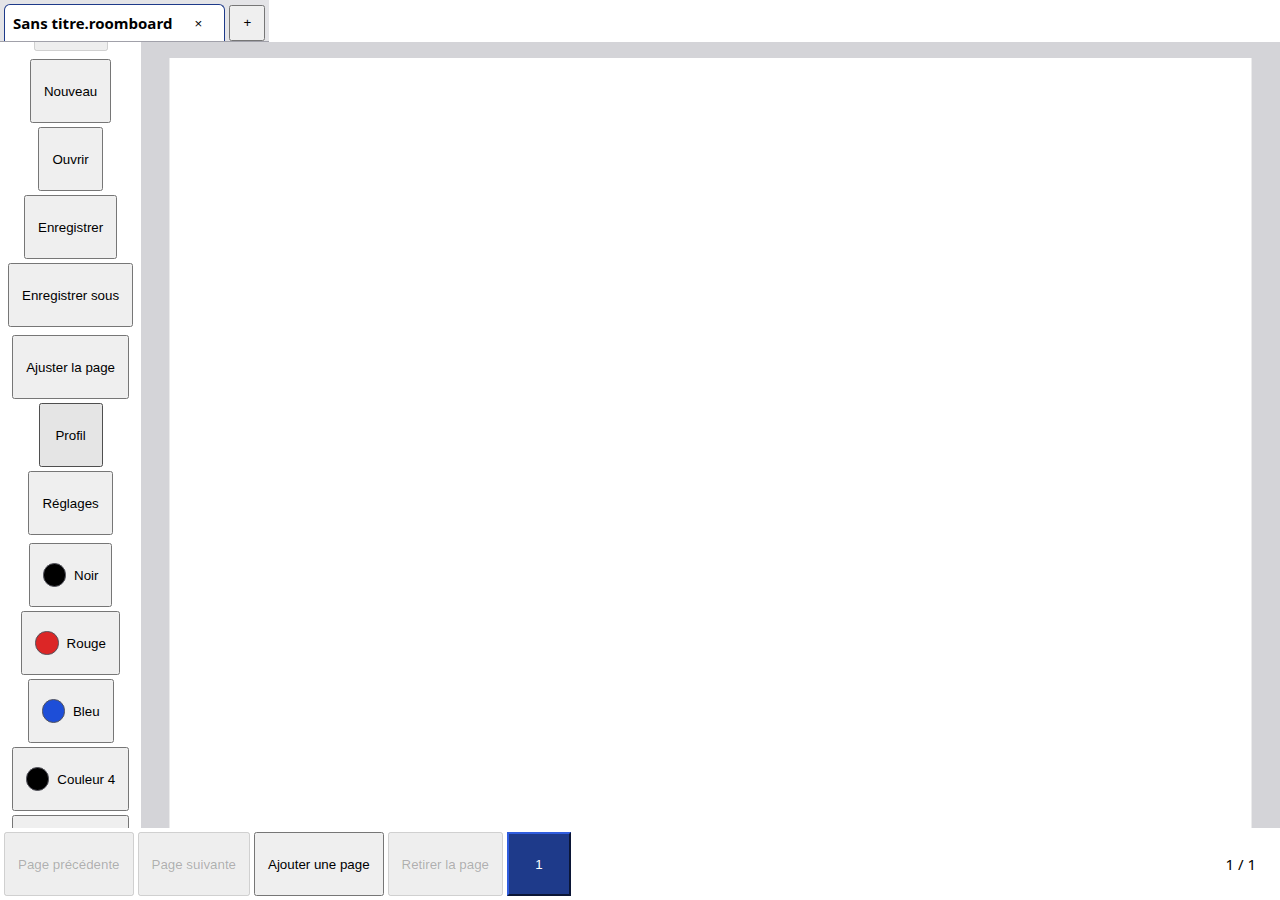 Sans titre.roomboard × +
Nouveau
Ouvrir
Enregistrer
Enregistrer sous
Ajuster la page
Profil
Réglages
Noir
Rouge
Bleu
Couleur 4
Page précédente Page suivante Ajouter une page Retirer la page 1 1 / 1